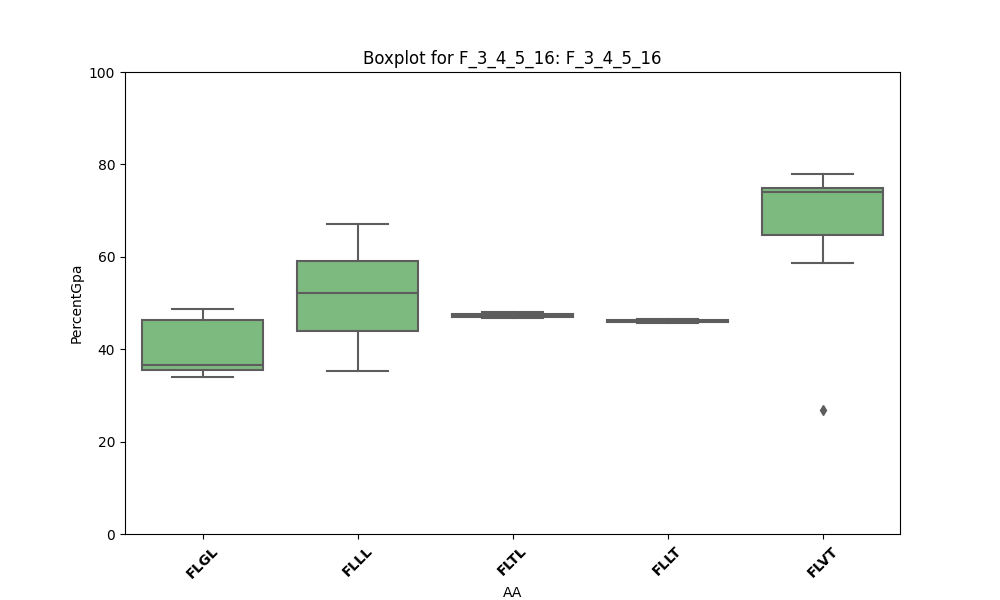 Boxplot for F_3_4_5_16: F_3_4_5_16
100
80
60
40
20
0
PercentGpa
FLGL
FLLL
FLTL
FLLT
FLVT
AA